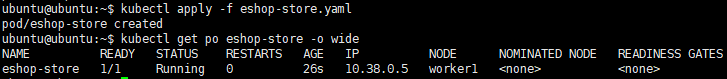 ubuntu@ubuntu:~$ kubectl apply -f eshop-store.yaml
pod/eshop-store created
ubuntu@ubuntu:~$ kubectl get po eshop-store -o wide
NAME READY STATUS RESTARTS AGE IP NODE NOMINATED NODE READINESS GATES
eshop-store 1/1 Running 0 26s 10.38.0.5 worker1 <none> <none>